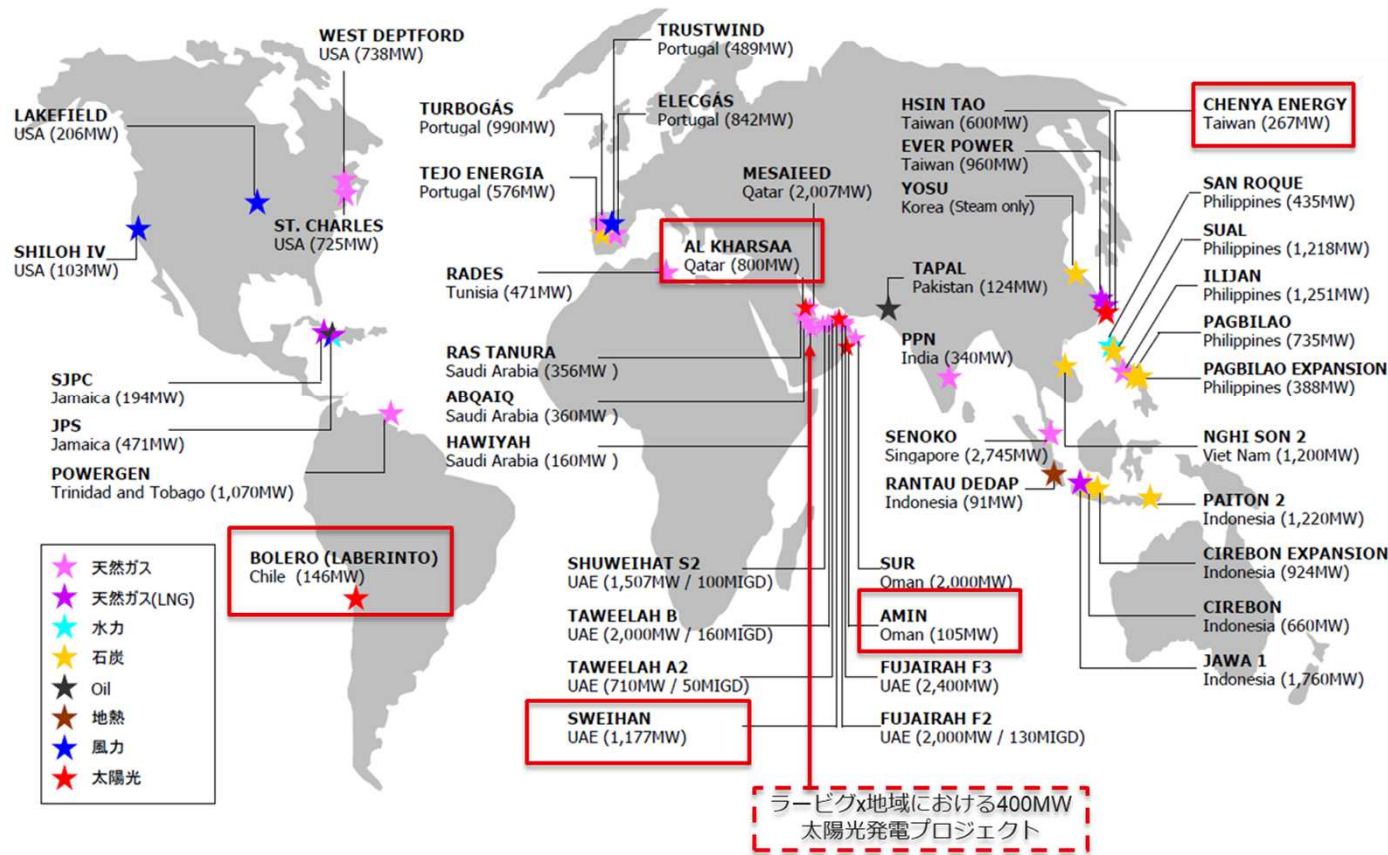 WEST DEPTFORD
USA (738MW)
LAKEFIELD
USA (206MW)
SHILOH IV
USA (103MW)
ST. CHARLES
USA (725MW)
SJPC
Jamaica (194MW)
JPS
Jamaica (471MW)
POWERGEN
Trinidad and Tobago (1,070MW)
BOLERO (LABERINTO)
Chile (146MW)
天然ガス
天然ガス(LNG)
水力
石炭
Oil
地熱
風力
太陽光
TRUSTWIND
Portugal (489MW)
TURBOGÁS
Portugal (990MW)
ELECGÁS
Portugal (842MW)
TEJO ENERGIA
Portugal (576MW)
MESAIEED
Qatar (2,007MW)
AL KHARSAA
Qatar (800MW)
RADES
Tunisia (471MW)
RAS TANURA
Saudi Arabia (356MW )
ABQAIQ
Saudi Arabia (360MW )
HAWIYAH
Saudi Arabia (160MW )
TAPAL
Pakistan (124MW)
PPN
India (340MW)
SHUWEIHAT S2
UAE (1,507MW / 100MIGD)
TAWEELAH B
UAE (2,000MW / 160MIGD)
TAWEELAH A2
UAE (710MW / 50MIGD)
SWEIHAN
UAE (1,177MW)
SUR
Oman (2,000MW)
AMIN
Oman (105MW)
FUJAIRAH F3
UAE (2,400MW)
FUJAIRAH F2
UAE (2,000MW / 130MIGD)
ラービグx地域における400MW
太陽光発電プロジェクト
HSIN TAO
Taiwan (600MW)
EVER POWER
Taiwan (960MW)
YOSU
Korea (Steam only)
CHENYA ENERGY
Taiwan (267MW)
SAN ROQUE
Philippines (435MW)
SUAL
Philippines (1,218MW)
ILIJAN
Philippines (1,251MW)
PAGBILAO
Philippines (735MW)
PAGBILAO EXPANSION
Philippines (388MW)
SENOKO
Singapore (2,745MW)
RANTAU DEDAP
Indonesia (91MW)
NGHI SON 2
Viet Nam (1,200MW)
PAITON 2
Indonesia (1,220MW)
CIREBON EXPANSION
Indonesia (924MW)
CIREBON
Indonesia (660MW)
JAWA 1
Indonesia (1,760MW)